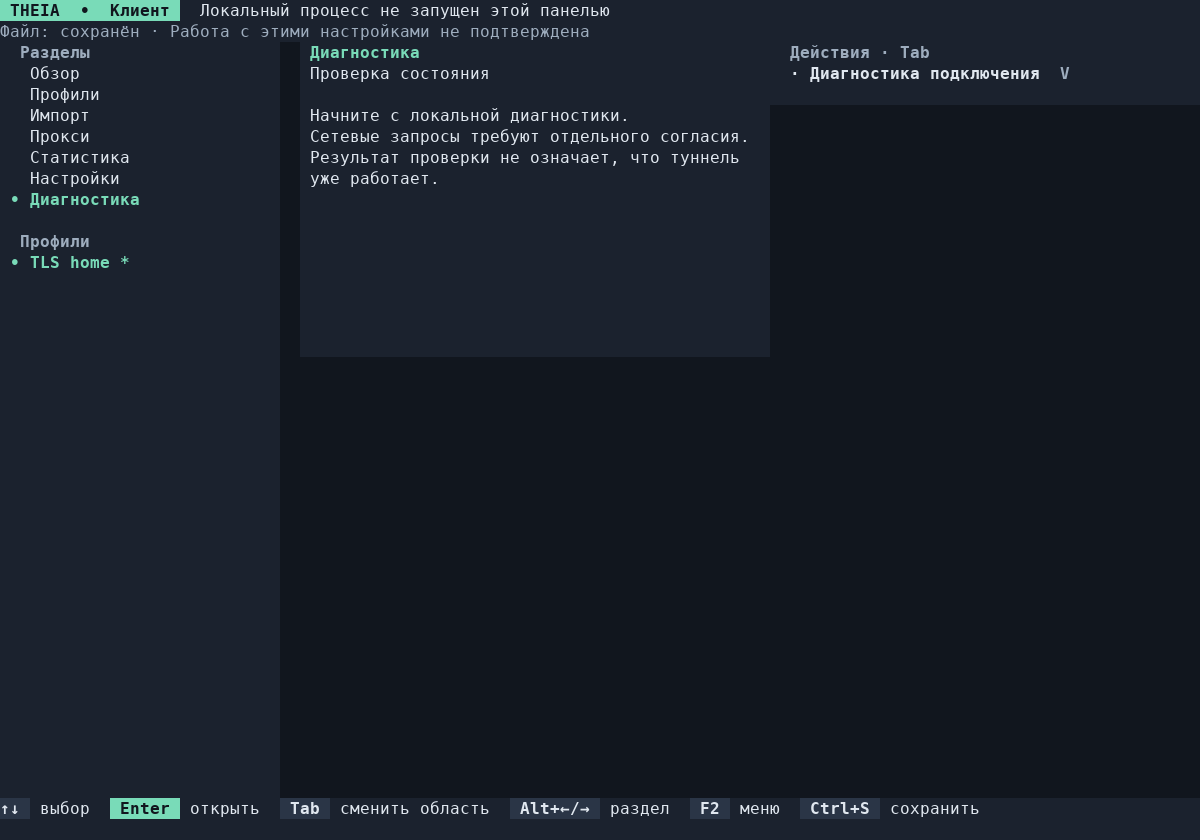 THEIA • Клиент Локальный процесс не запущен этой панелью
Файл: сохранён · Работа с этими настройками не подтверждена
Разделы
Обзор
Профили
Импорт
Прокси
Статистика
Настройки
• Диагностика
Профили
• TLS home *
Диагностика
Проверка состояния
Начните с локальной диагностики.
Сетевые запросы требуют отдельного согласия.
Результат проверки не означает, что туннель
уже работает.
Действия · Tab
· Диагностика подключения V
↑↓ выбор Enter открыть Tab сменить область Alt+←/→ раздел F2 меню Ctrl+S сохранить